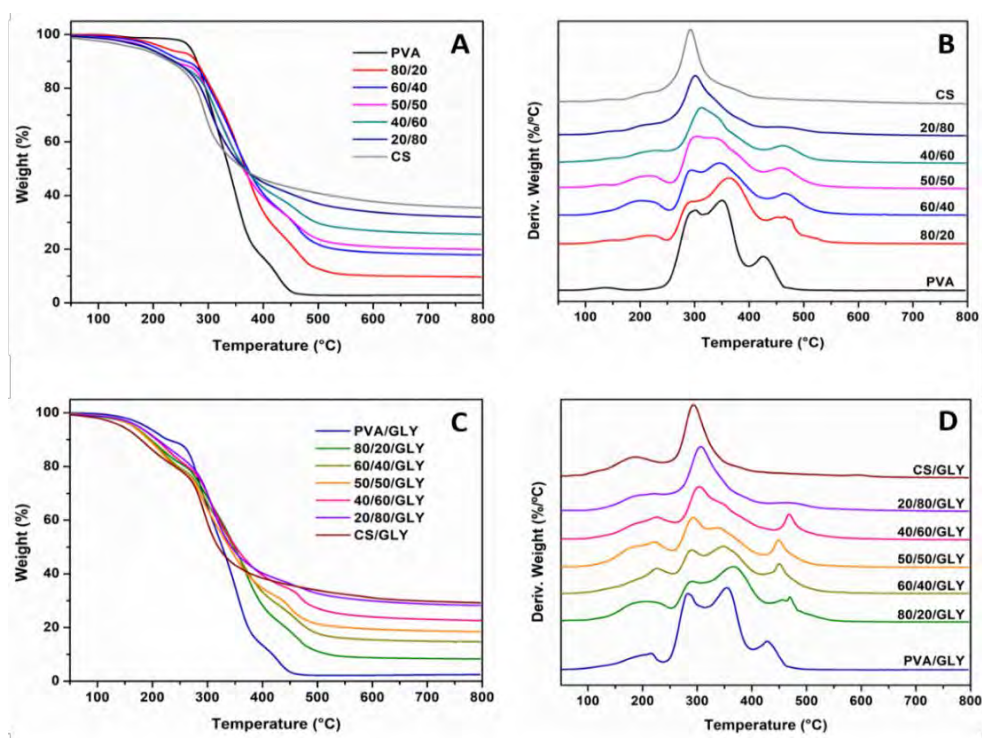 A
PVA
80/20
60/40
50/50
40/60
20/80
CS
100
80
60
40
20
0
Weight (%)
100 200 300 400 500 600 700 800
Temperature (°C)
B
CS
20/80
40/60
50/50
60/40
80/20
PVA
Deriv. Weight (%/°C)
100 200 300 400 500 600 700 800
Temperature (°C)
C
PVA/GLY
80/20/GLY
60/40/GLY
50/50/GLY
40/60/GLY
20/80/GLY
CS/GLY
100
80
60
40
20
0
Weight (%)
100 200 300 400 500 600 700 800
Temperature (°C)
D
CS/GLY
20/80/GLY
40/60/GLY
50/50/GLY
60/40/GLY
80/20/GLY
PVA/GLY
Deriv. Weight (%/°C)
100 200 300 400 500 600 700 800
Temperature (°C)